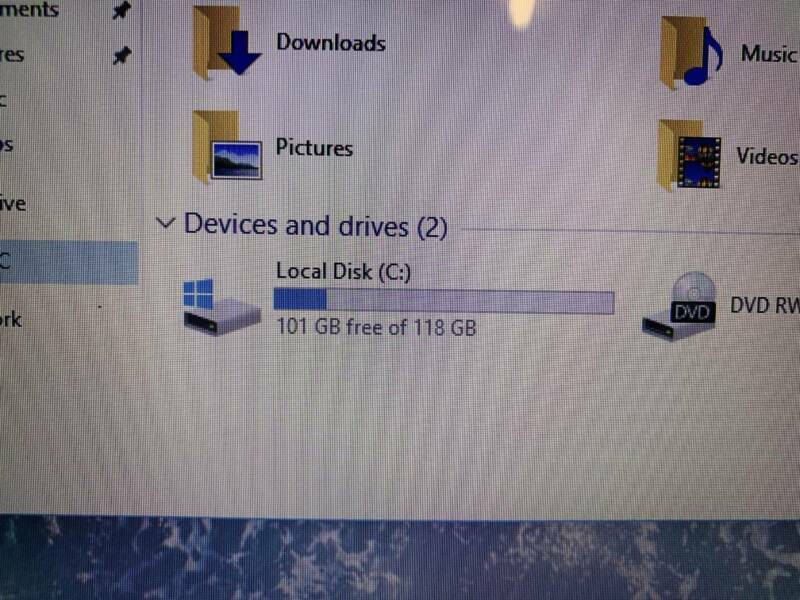 ments
Downloads
Music
res
c
Pictures
Videos
s
ive
Devices and drives (2)
C
Local Disk (C:)
DVD
DVD RW
101 GB free of 118 GB
ork